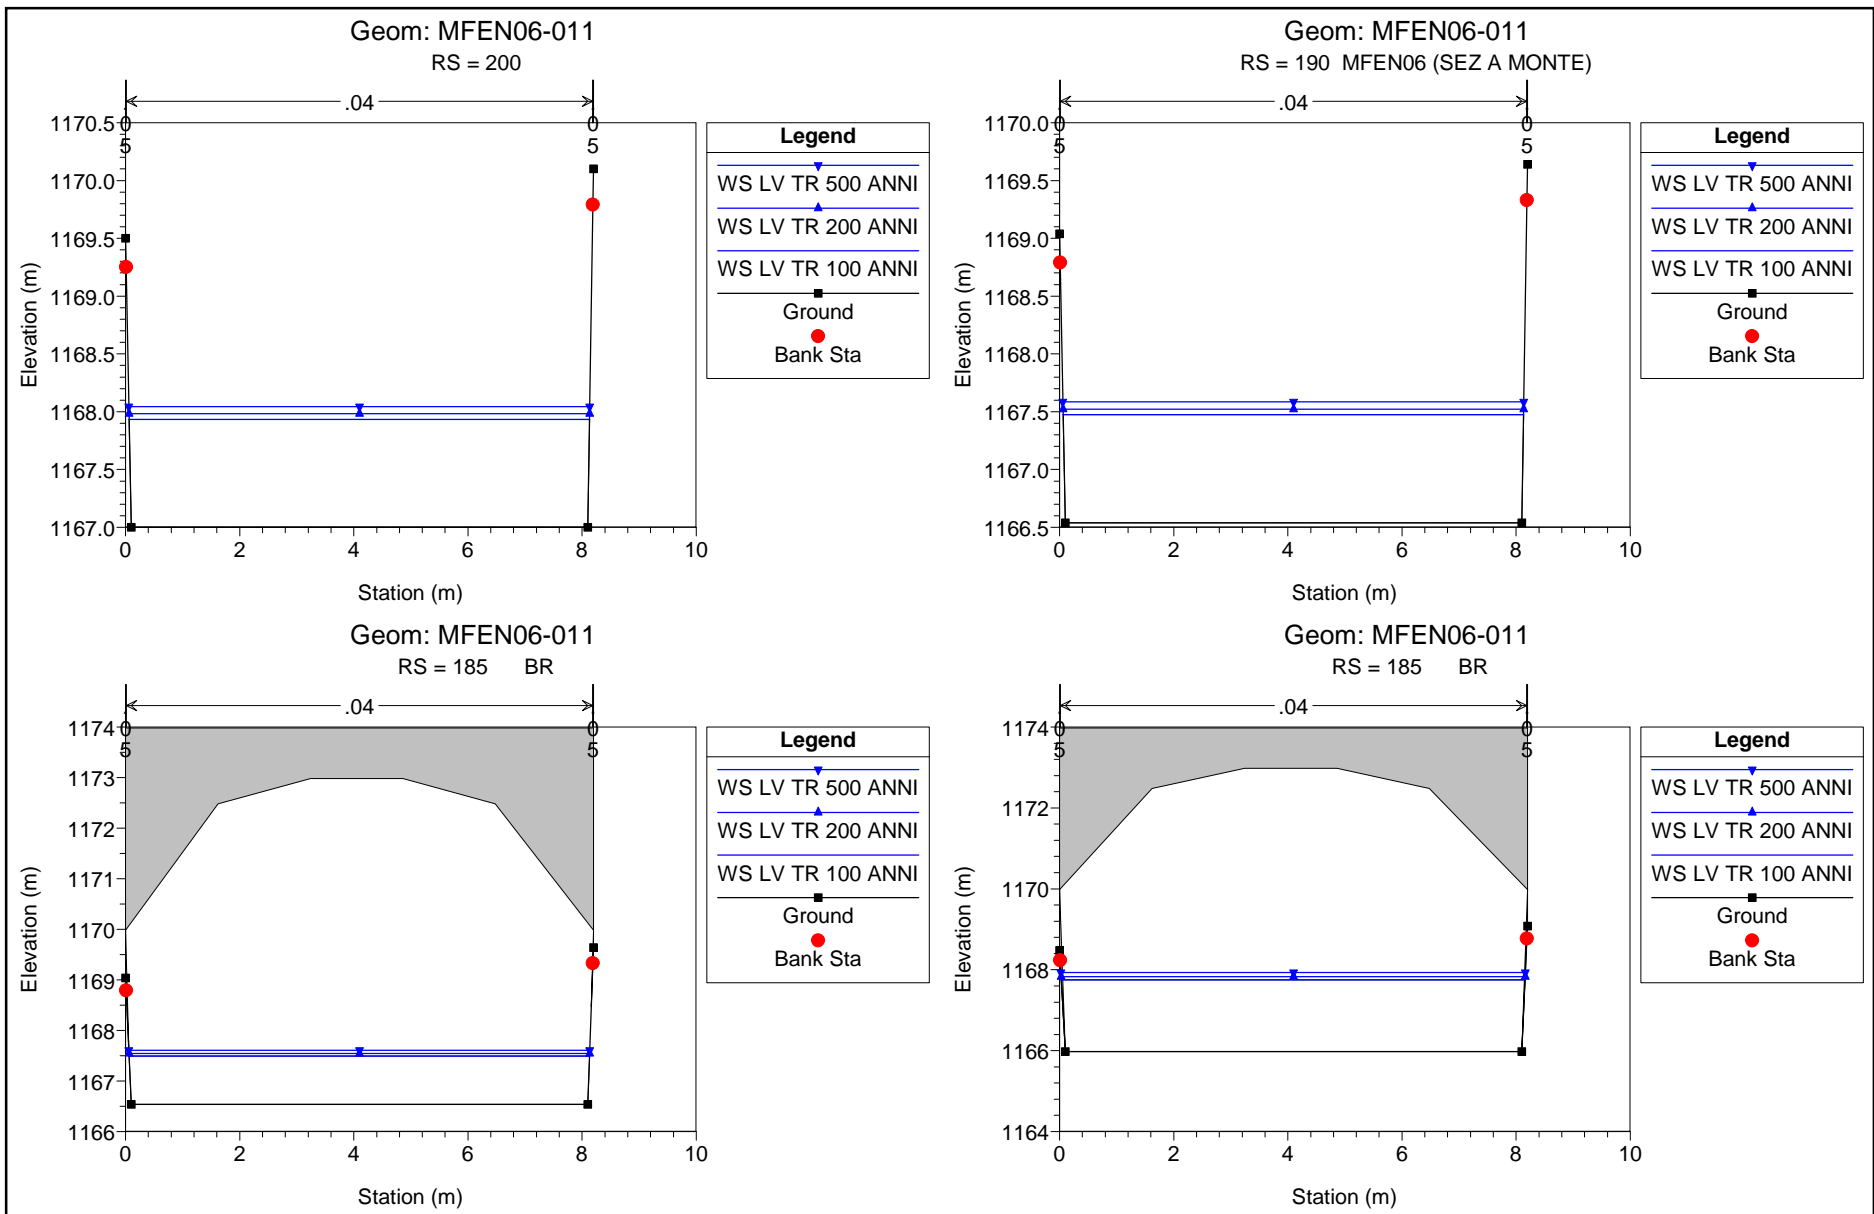 Geom: MFEN06-011
RS = 200
.04
0
5
0
5
1170.5
1170.0
1169.5
1169.0
1168.5
1168.0
1167.5
1167.0
0
2
4
6
8
10
Elevation (m)
Station (m)
Legend
WS LV TR 500 ANNI
WS LV TR 200 ANNI
WS LV TR 100 ANNI
Ground
Bank Sta
Geom: MFEN06-011
RS = 190 MFEN06 (SEZ A MONTE)
.04
0
5
0
5
1170.0
1169.5
1169.0
1168.5
1168.0
1167.5
1167.0
1166.5
0
2
4
6
8
10
Elevation (m)
Station (m)
Legend
WS LV TR 500 ANNI
WS LV TR 200 ANNI
WS LV TR 100 ANNI
Ground
Bank Sta
Geom: MFEN06-011
RS = 185 BR
.04
0
5
0
5
1174
1173
1172
1171
1170
1169
1168
1167
1166
0
2
4
6
8
10
Elevation (m)
Station (m)
Legend
WS LV TR 500 ANNI
WS LV TR 200 ANNI
WS LV TR 100 ANNI
Ground
Bank Sta
Geom: MFEN06-011
RS = 185 BR
.04
0
5
0
5
1174
1172
1170
1168
1166
1164
0
2
4
6
8
10
Elevation (m)
Station (m)
Legend
WS LV TR 500 ANNI
WS LV TR 200 ANNI
WS LV TR 100 ANNI
Ground
Bank Sta